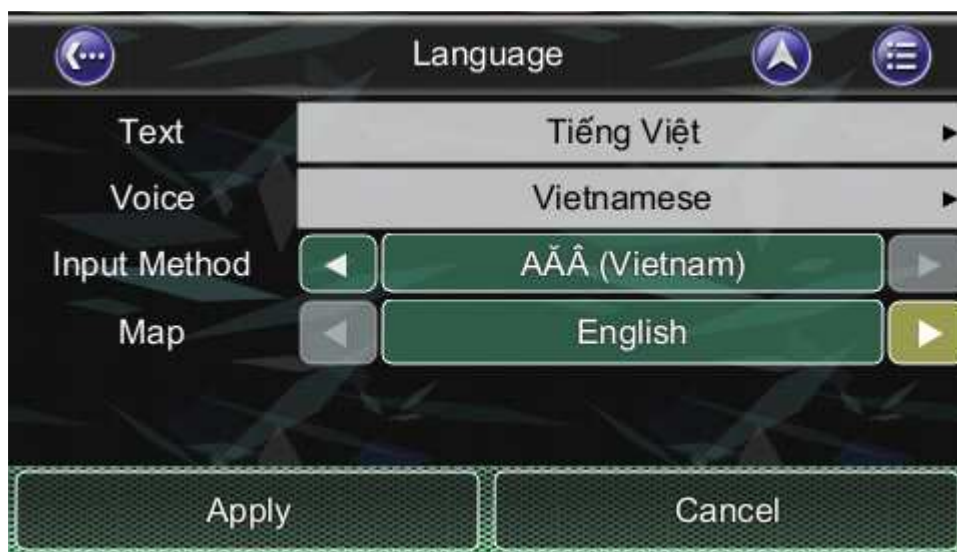 Language
Text Tiếng Việt
Voice Vietnamese
Input Method AĂÂ (Vietnam)
Map English
Apply Cancel